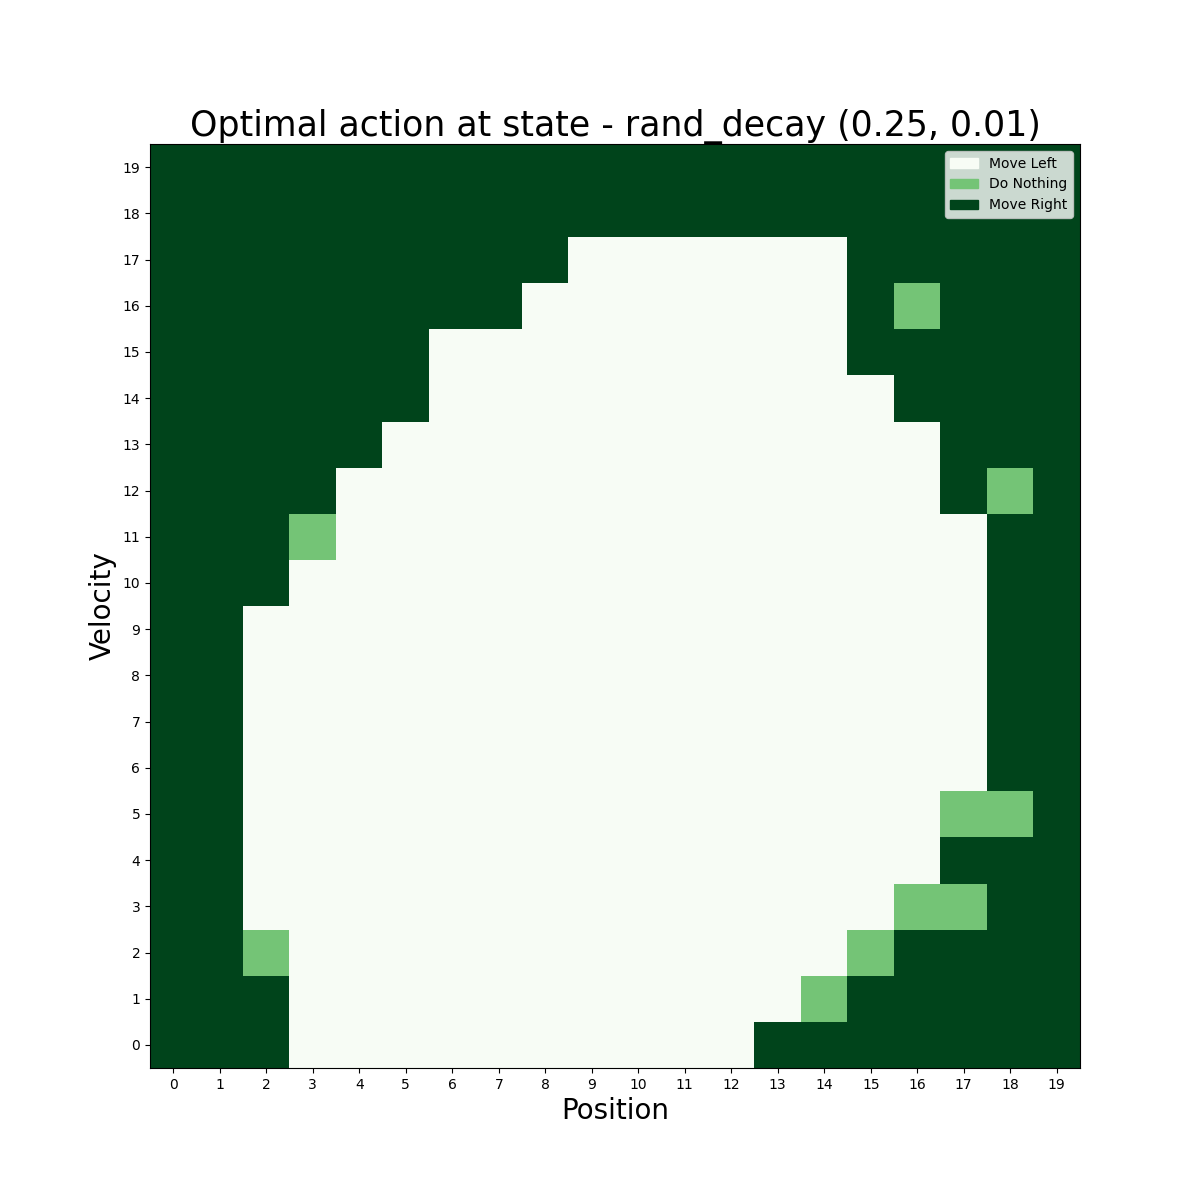 Optimal action at state - rand_decay (0.25, 0.01)
Move Left
Do Nothing
Move Right
Velocity
19
18
17
16
15
14
13
12
11
10
9
8
7
6
5
4
3
2
1
0
0 1 2 3 4 5 6 7 8 9 10 11 12 13 14 15 16 17 18 19
Position